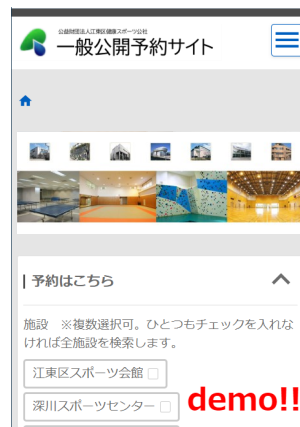 公益財団法人江東区健康スポーツ公社
一般公開予約サイト
予約はこちら
施設　※複数選択可。ひとつもチェックを入れな
ければ全施設を検索します。
江東区スポーツ会館
深川スポーツセンター
demo!!